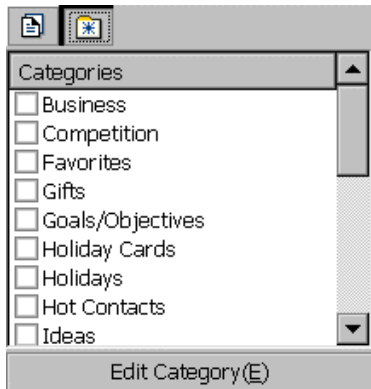 Categories
Business
Competition
Favorites
Gifts
Goals/Objectives
Holiday Cards
Holidays
Hot Contacts
Ideas
Edit Category(E)